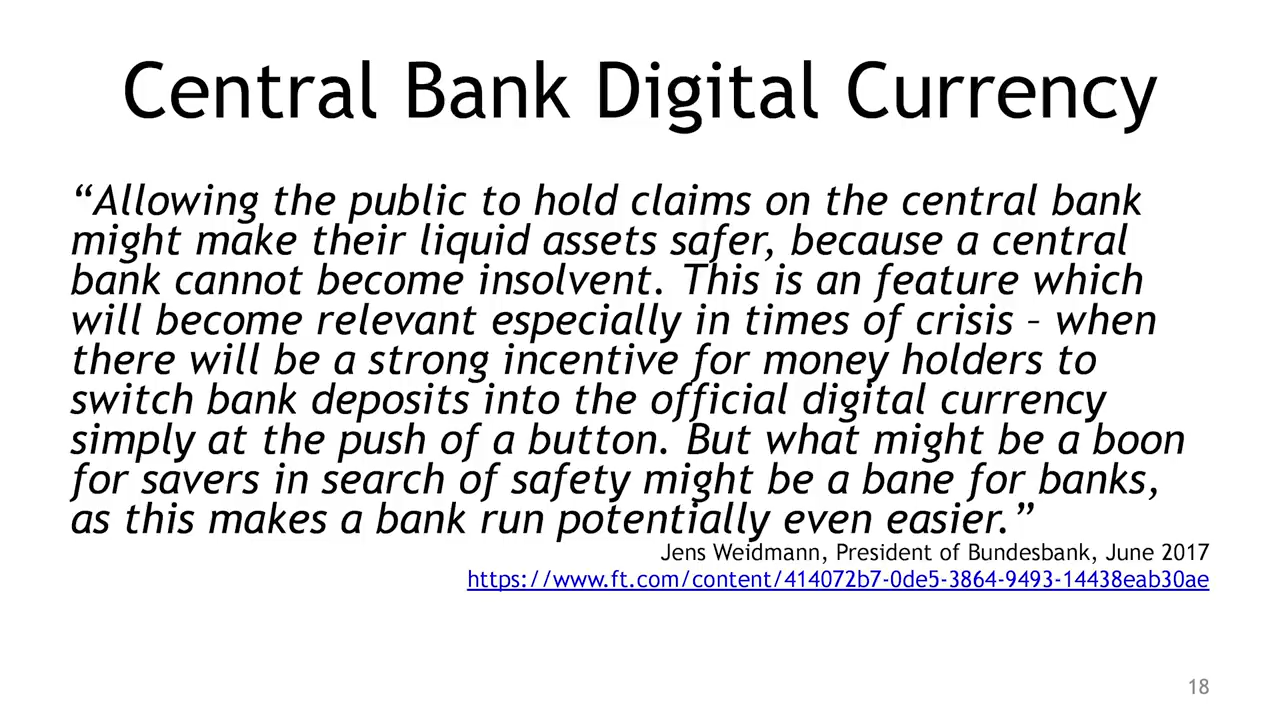 Central Bank Digital Currency
“Allowing the public to hold claims on the central bank
might make their liquid assets safer, because a central
bank cannot become insolvent. This is an feature which
will become relevant especially in times of crisis – when
there will be a strong incentive for money holders to
switch bank deposits into the official digital currency
simply at the push of a button. But what might be a boon
for savers in search of safety might be a bane for banks,
as this makes a bank run potentially even easier.”
Jens Weidmann, President of Bundesbank, June 2017
https://www.ft.com/content/414072b7-0de5-3864-9493-14438eab30ae
18